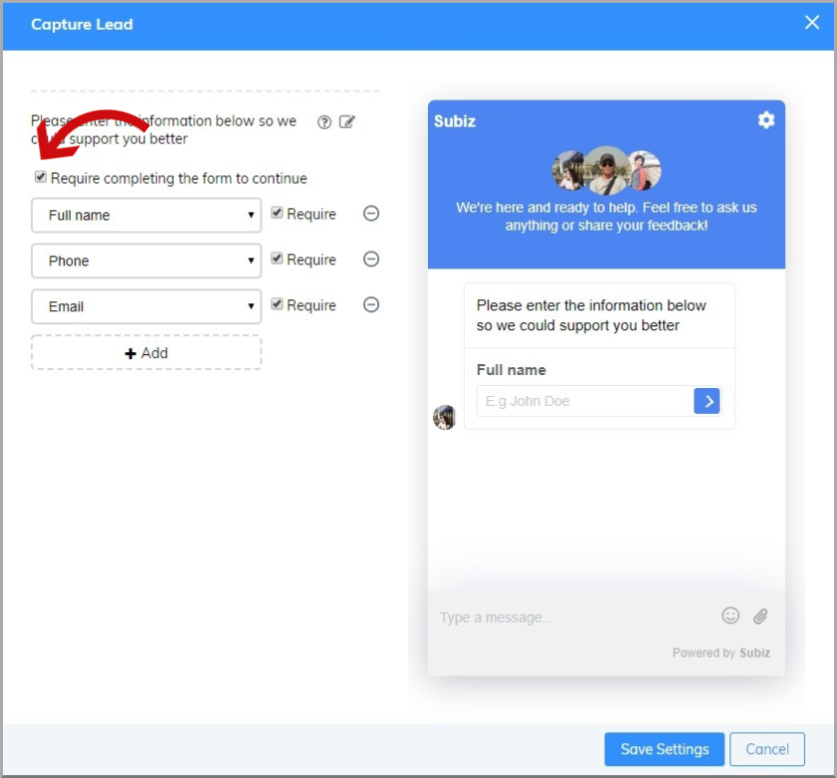 Capture Lead
Please enter the information below so we
could support you better
Require completing the form to continue
Full name
Require
Phone
Require
Email
Require
+ Add
Subiz
We're here and ready to help. Feel free to ask us
anything or share your feedback!
Please enter the information below
so we could support you better
Full name
E.g John Doe
Type a message...
Powered by Subiz
Save Settings
Cancel